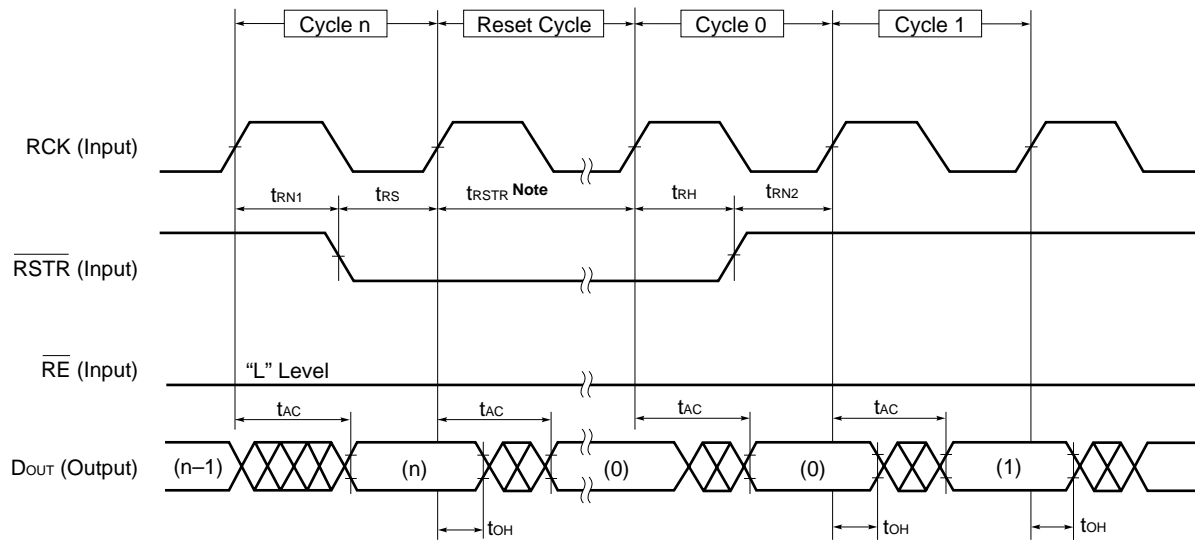 Cycle n Reset Cycle Cycle 0 Cycle 1
RCK (Input)
tRN1 tRS tRSTR Note tRH tRN2
RSTR (Input)
RE (Input)
“L” Level
tAC tAC tAC tAC
DOUT (Output)
(n–1) (n) (0) (0) (1)
tOH tOH tOH